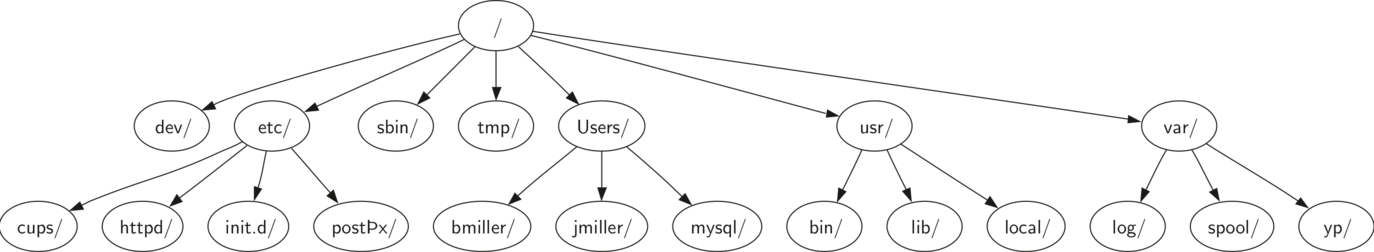 /
dev/ etc/ sbin/ tmp/ Users/ usr/ var/
cups/ httpd/ init.d/ postÞx/ bmiller/ jmiller/ mysql/ bin/ lib/ local/ log/ spool/ yp/